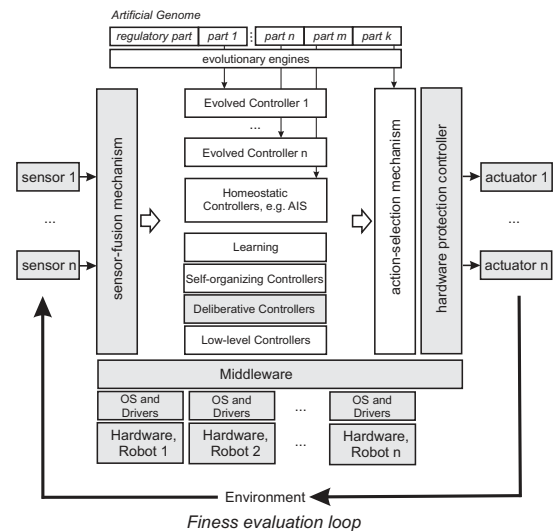 Artificial Genome
regulatory part part 1 ⋮ part n part m part k
evolutionary engines
Evolved Controller 1
...
Evolved Controller n
Homeostatic
Controllers, e.g. AIS
Learning
Self-organizing Controllers
Deliberative Controllers
Low-level Controllers
sensor 1
...
sensor n
sensor-fusion mechanism
action-selection mechanism
hardware protection controller
actuator 1
...
actuator n
Middleware
OS and
Drivers
OS and
Drivers
...
OS and
Drivers
Hardware,
Robot 1
Hardware,
Robot 2
...
Hardware,
Robot n
Environment
Finess evaluation loop